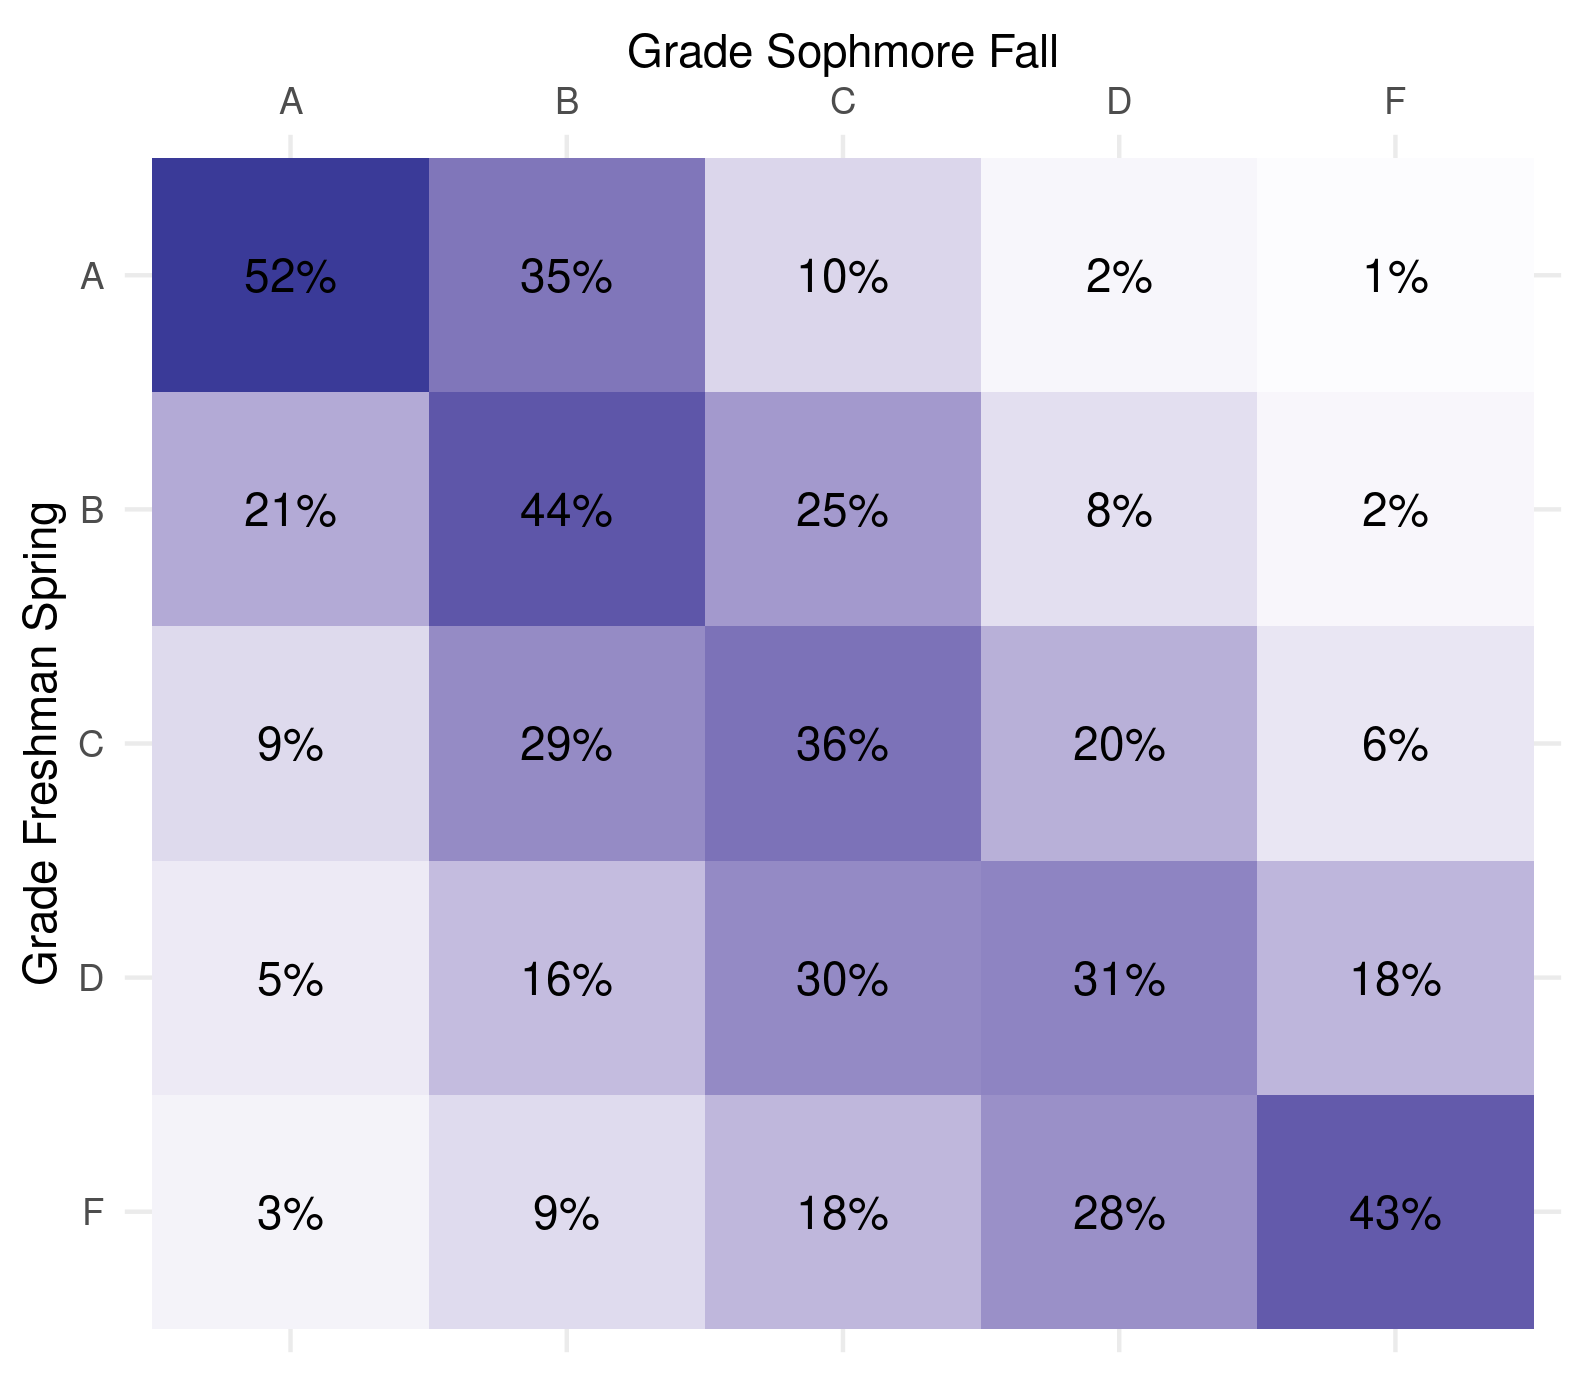 Grade Sophmore Fall
A B C D F
A 52% 35% 10% 2% 1%
B 21% 44% 25% 8% 2%
C 9% 29% 36% 20% 6%
D 5% 16% 30% 31% 18%
F 3% 9% 18% 28% 43%
Grade Freshman Spring